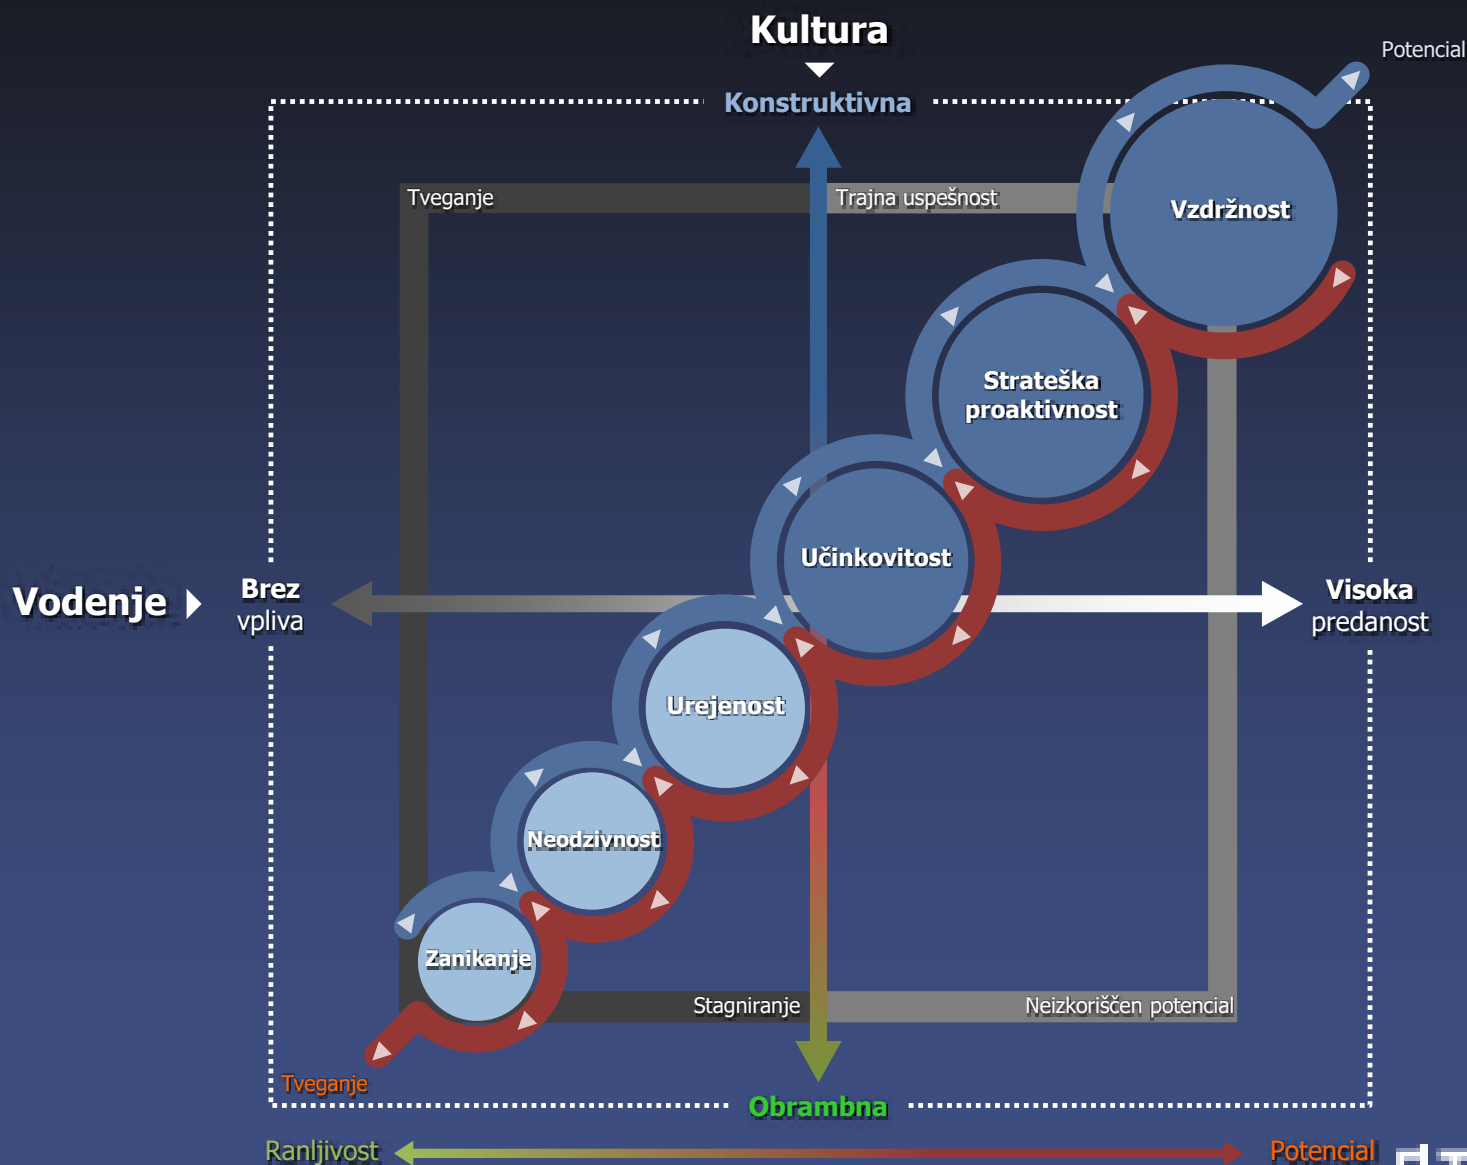 Kultura
Potencial
Konstruktivna
Tveganje
Trajna uspešnost
Vzdržnost
Strateška
proaktivnost
Učinkovitost
Vodenje
Brez
vpliva
Visoka
predanost
Urejenost
Neodzivnost
Zanikanje
Stagniranje
Neizkoriščen potencial
Tveganje
Obrambna
Ranljivost
Potencial